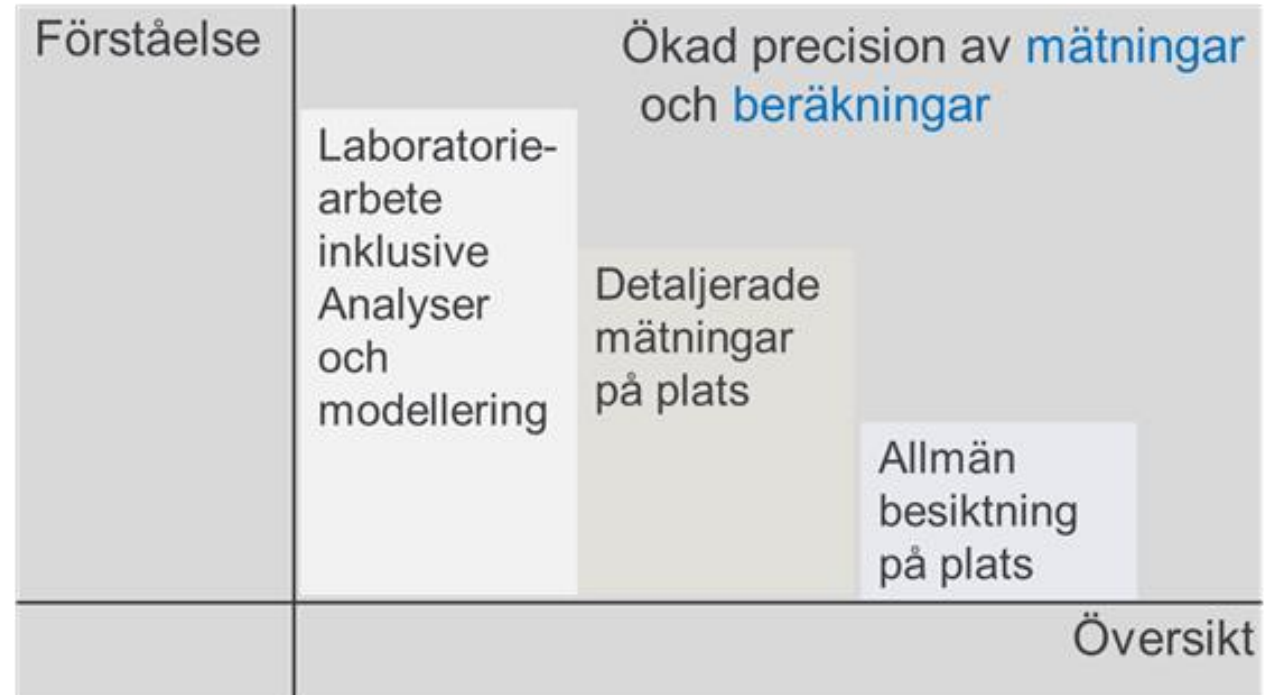 Förståelse
Ökad precision av mätningar
och beräkningar
Laboratorie-
arbete
inklusive
Analyser
och
modellering
Detaljerade
mätningar
på plats
Allmän
besiktning
på plats
Översikt